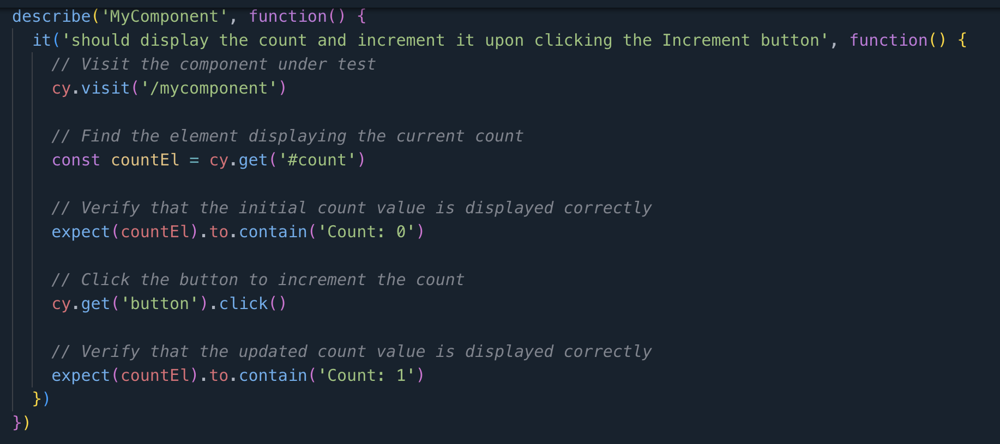 describe('MyComponent', function() {
  it('should display the count and increment it upon clicking the Increment button', function() {
    // Visit the component under test
    cy.visit('/mycomponent')

    // Find the element displaying the current count
    const countEl = cy.get('#count')

    // Verify that the initial count value is displayed correctly
    expect(countEl).to.contain('Count: 0')

    // Click the button to increment the count
    cy.get('button').click()

    // Verify that the updated count value is displayed correctly
    expect(countEl).to.contain('Count: 1')
  })
})